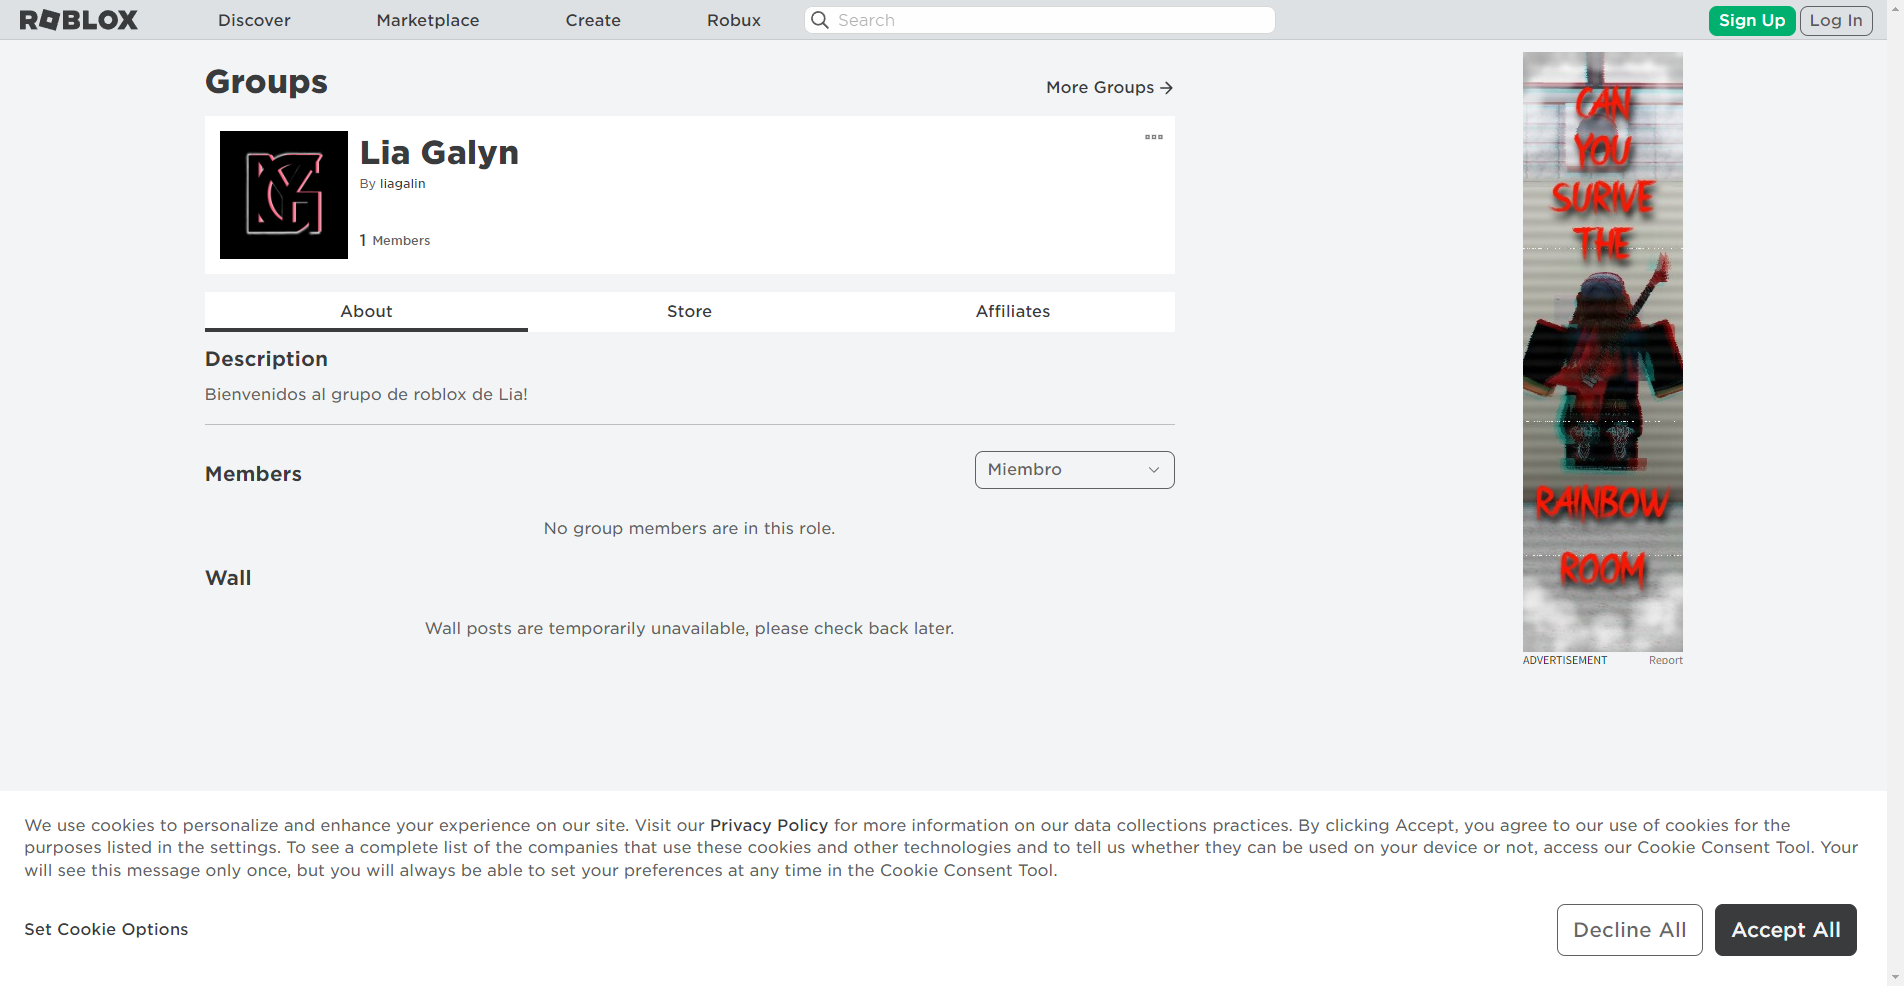 ROBLOX
Discover
Marketplace
Create
Robux
Search
Sign Up
Log In
Groups
More Groups
Lia Galyn
By liagalin
1 Members
About
Store
Affiliates
Description
Bienvenidos al grupo de roblox de Lia!
Members
Miembro
No group members are in this role.
Wall
Wall posts are temporarily unavailable, please check back later.
CAN
YOU
SURIVE
THE
RAINBOW
ROOM
ADVERTISEMENT
Report
We use cookies to personalize and enhance your experience on our site. Visit our Privacy Policy for more information on our data collections practices. By clicking Accept, you agree to our use of cookies for the
purposes listed in the settings. To see a complete list of the companies that use these cookies and other technologies and to tell us whether they can be used on your device or not, access our Cookie Consent Tool. Your
will see this message only once, but you will always be able to set your preferences at any time in the Cookie Consent Tool.
Set Cookie Options
Decline All
Accept All